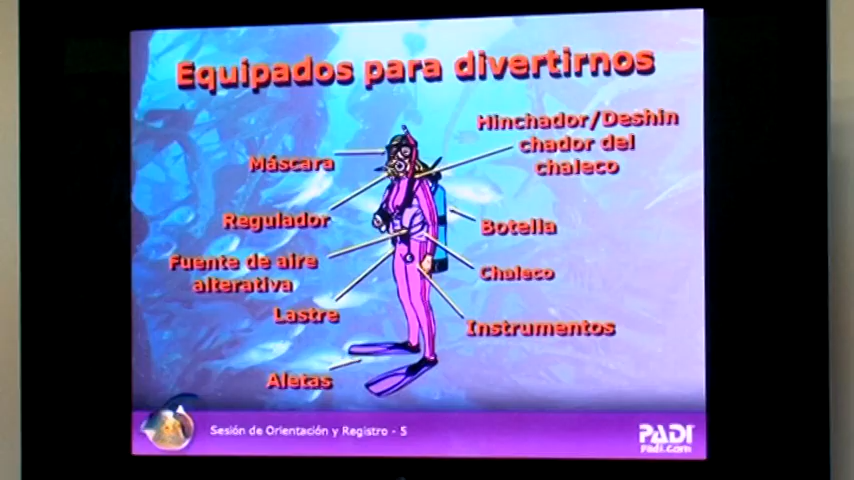 Equipados para divertirnos
Hinchador/Deshin
chador del
chaleco
Máscara
Regulador
Botella
Fuente de aire
alterativa
Chaleco
Lastre
Instrumentos
Aletas
Sesión de Orientación y Registro - 5
PADI
padi.com